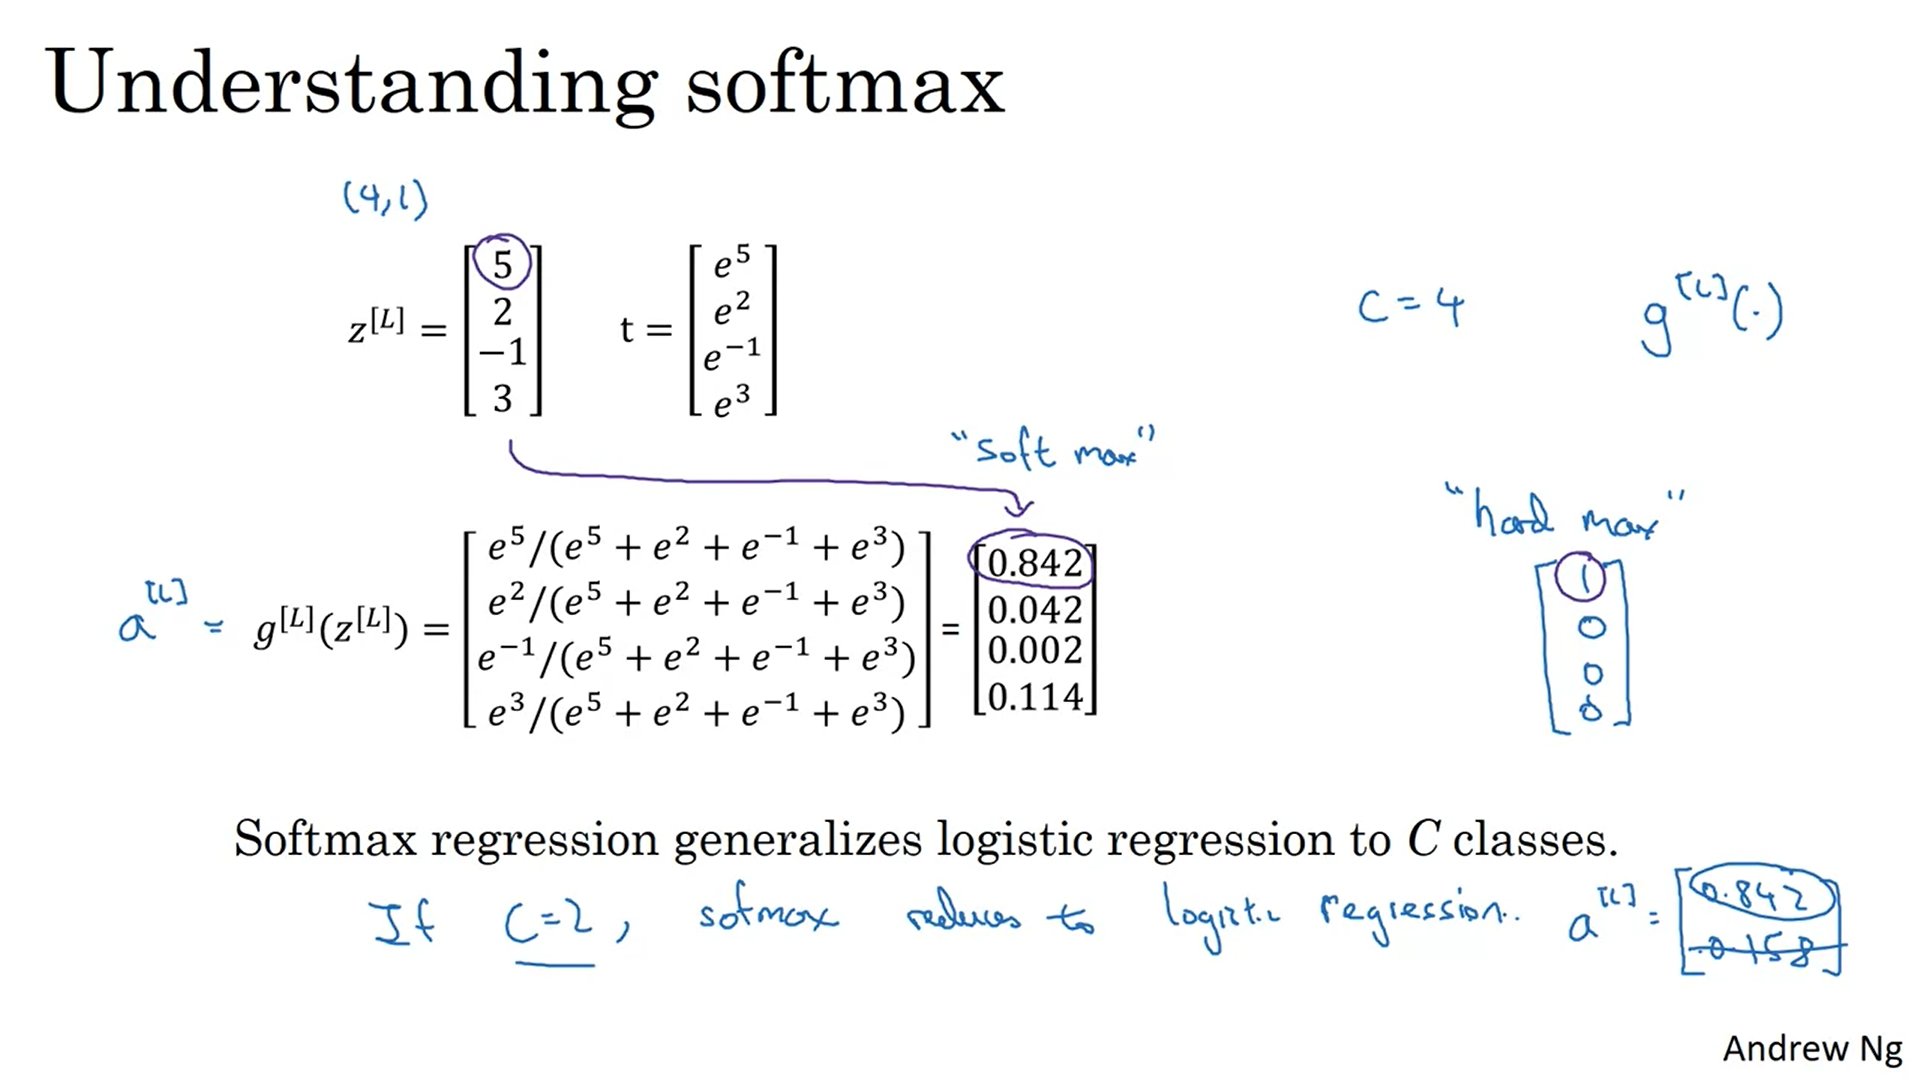 Understanding softmax
(4,1)
z^[L] = [5 2 −1 3] t = [e^5 e^2 e^−1 e^3]
C = 4 g^[L](·)
"soft max"
"hard max"
a^[L] = g^[L](z^[L]) = [e^5/(e^5 + e^2 + e^−1 + e^3)
e^2/(e^5 + e^2 + e^−1 + e^3)
e^−1/(e^5 + e^2 + e^−1 + e^3)
e^3/(e^5 + e^2 + e^−1 + e^3)] = [0.842 0.042 0.002 0.114]
[1 0 0 0]
Softmax regression generalizes logistic regression to C classes.
If C=2, softmax reduces to logistic regression. a^[L] = [0.842 0.158]
Andrew Ng